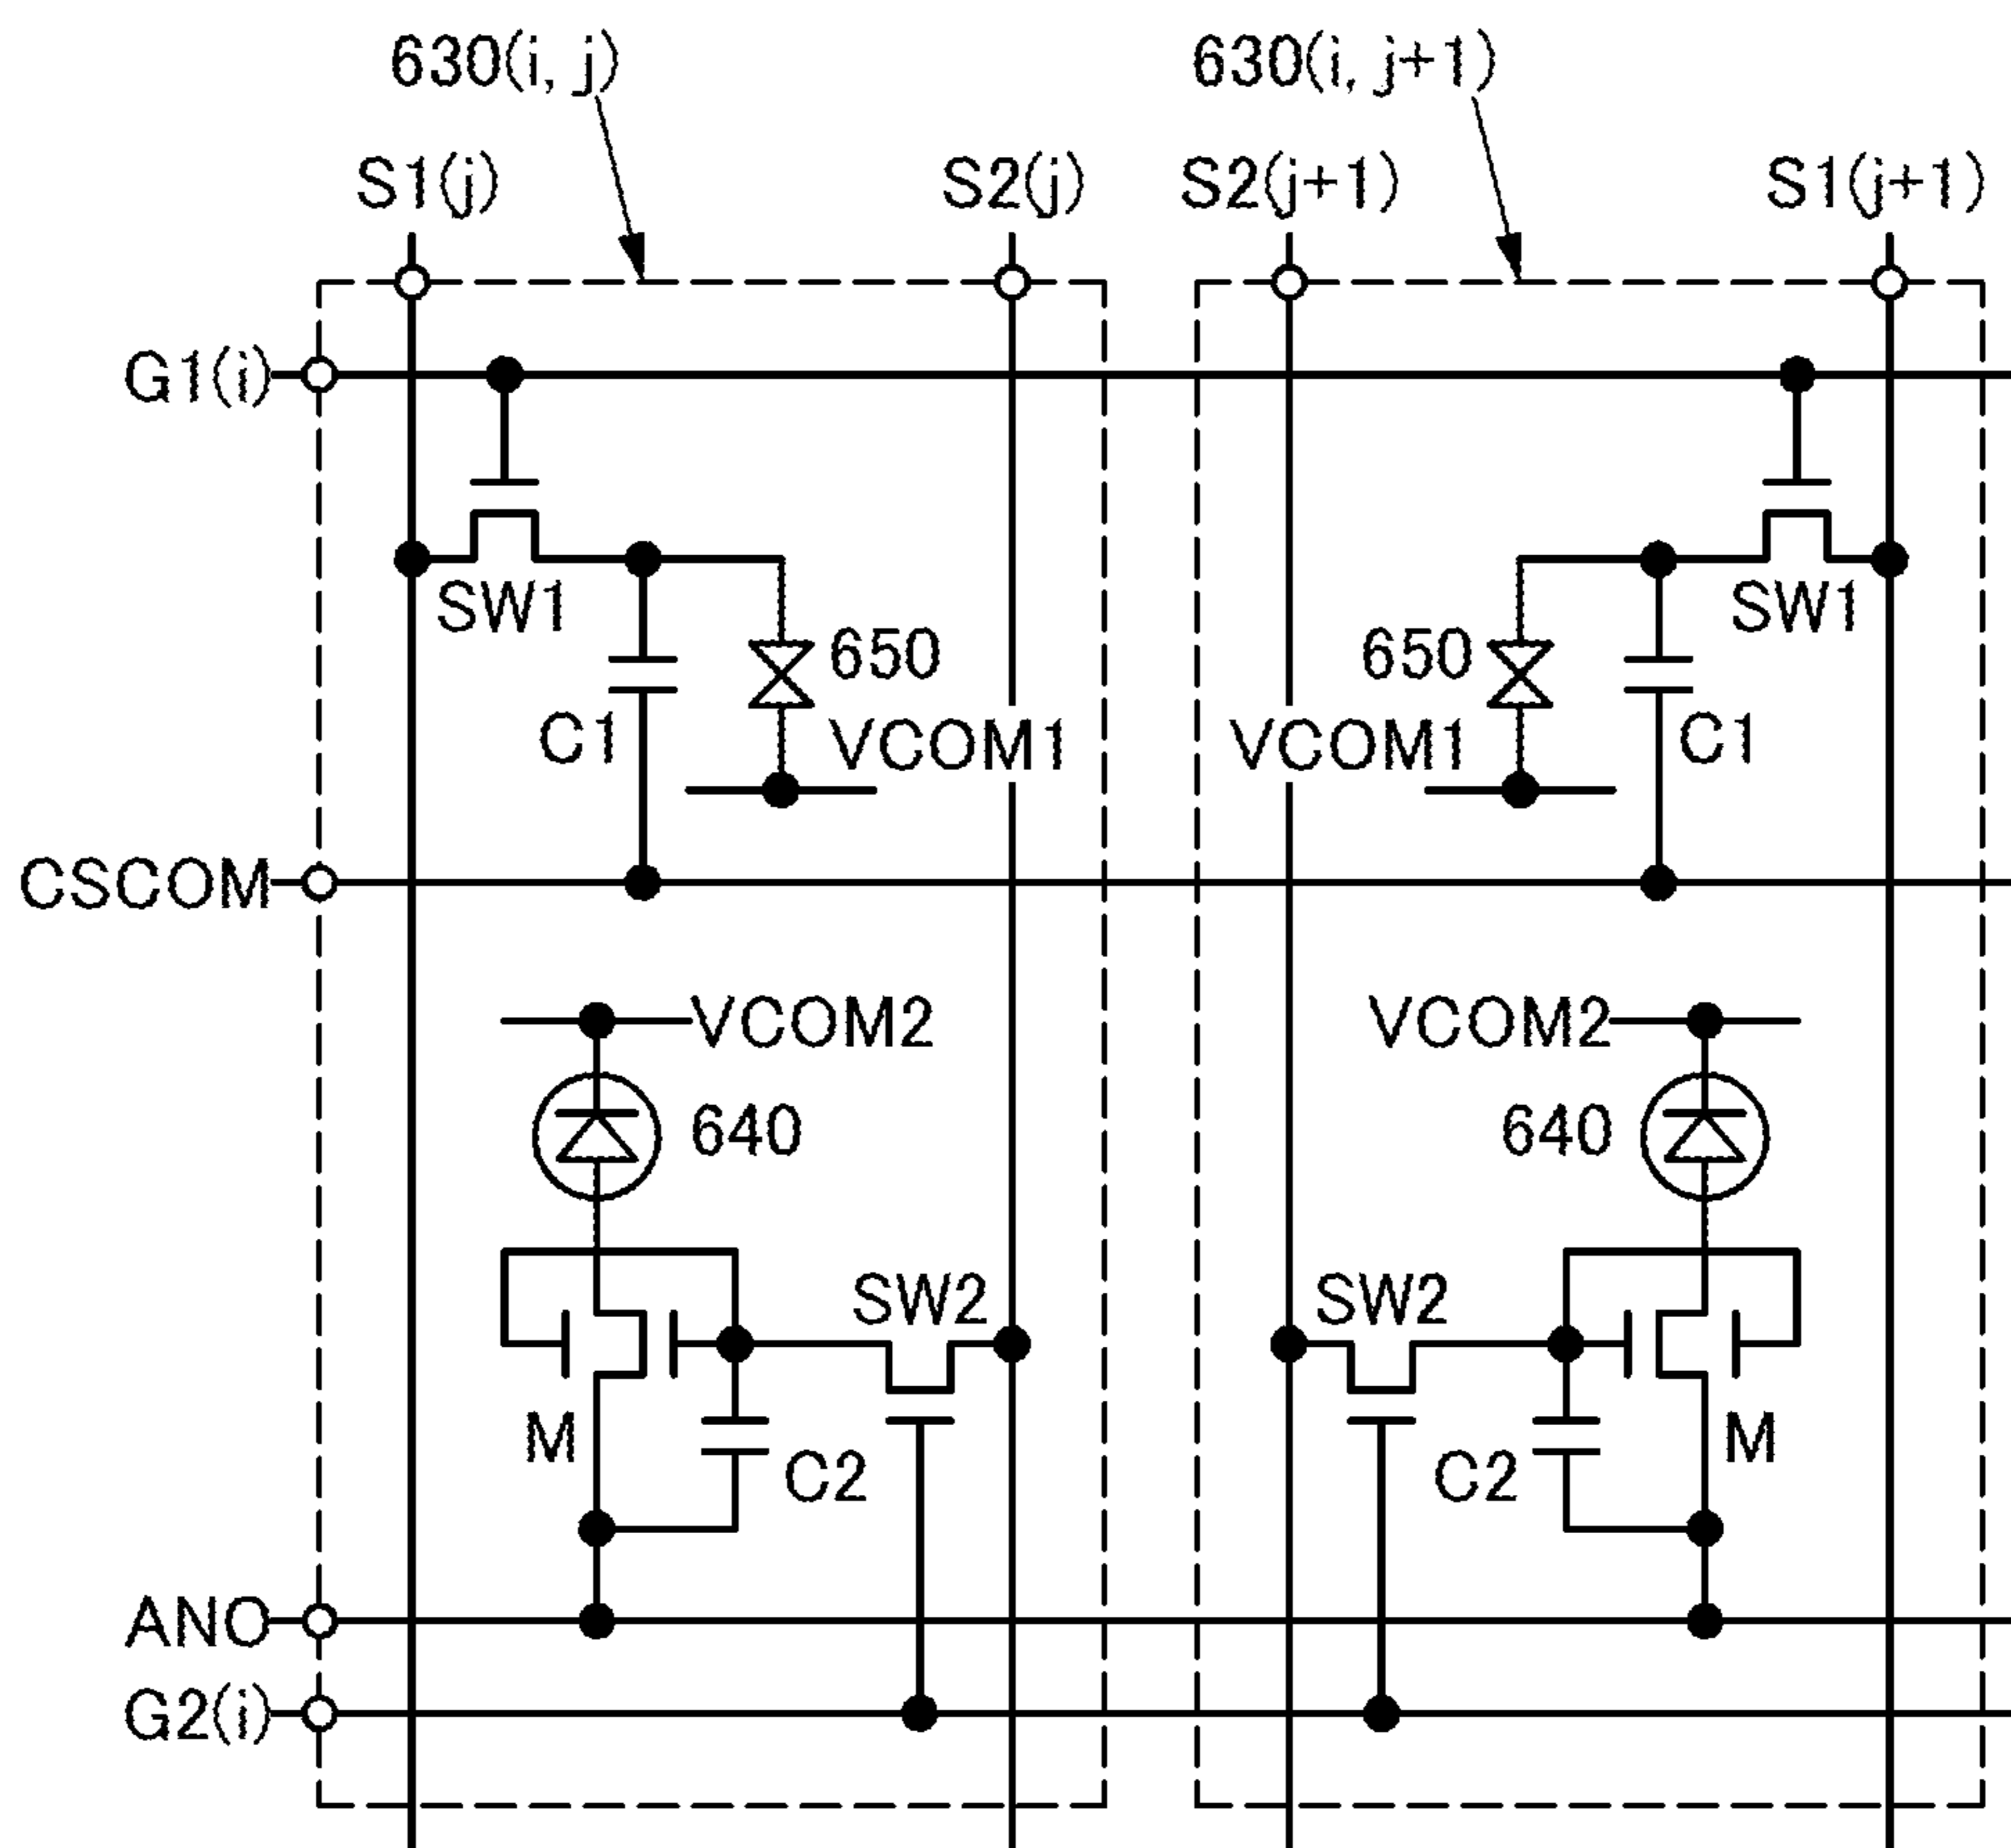 630(i, j)
630(i, j+1)
S1(j)
S2(j)
S2(j+1)
S1(j+1)
G1(i)
SW1
SW1
650
650
C1
VCOM1
VCOM1
C1
CSCOM
VCOM2
VCOM2
640
640
SW2
SW2
M
C2
C2
M
ANO
G2(i)